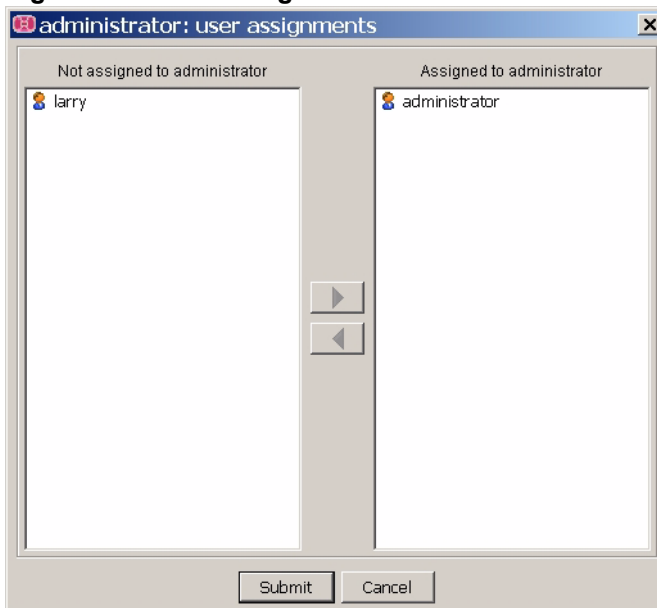 administrator: user assignments
Not assigned to administrator
Assigned to administrator
larry
administrator
Submit
Cancel